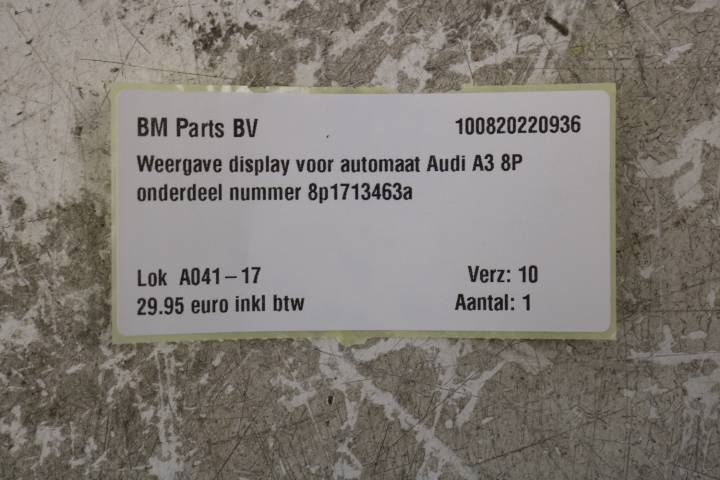 BM Parts BV 100820220936
Weergave display voor automaat Audi A3 8P
onderdeel nummer 8p1713463a
Lok A041-17 Verz: 10
29.95 euro inkl btw Aantal: 1